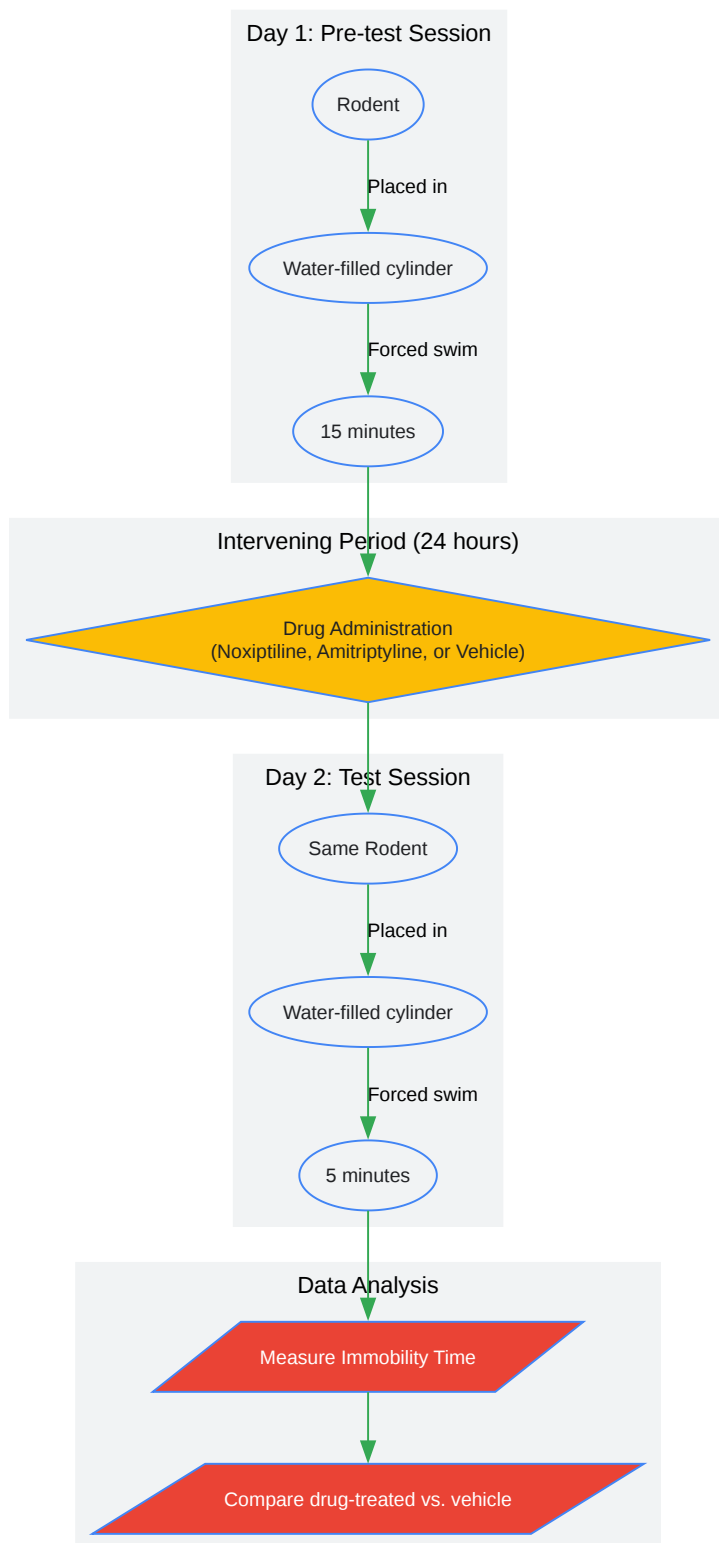 Day 1: Pre-test Session
Rodent
Placed in
Water-filled cylinder
Forced swim
15 minutes
Intervening Period (24 hours)
Drug Administration
(Noxiptiline, Amitriptyline, or Vehicle)
Day 2: Test Session
Same Rodent
Placed in
Water-filled cylinder
Forced swim
5 minutes
Data Analysis
Measure Immobility Time
Compare drug-treated vs. vehicle